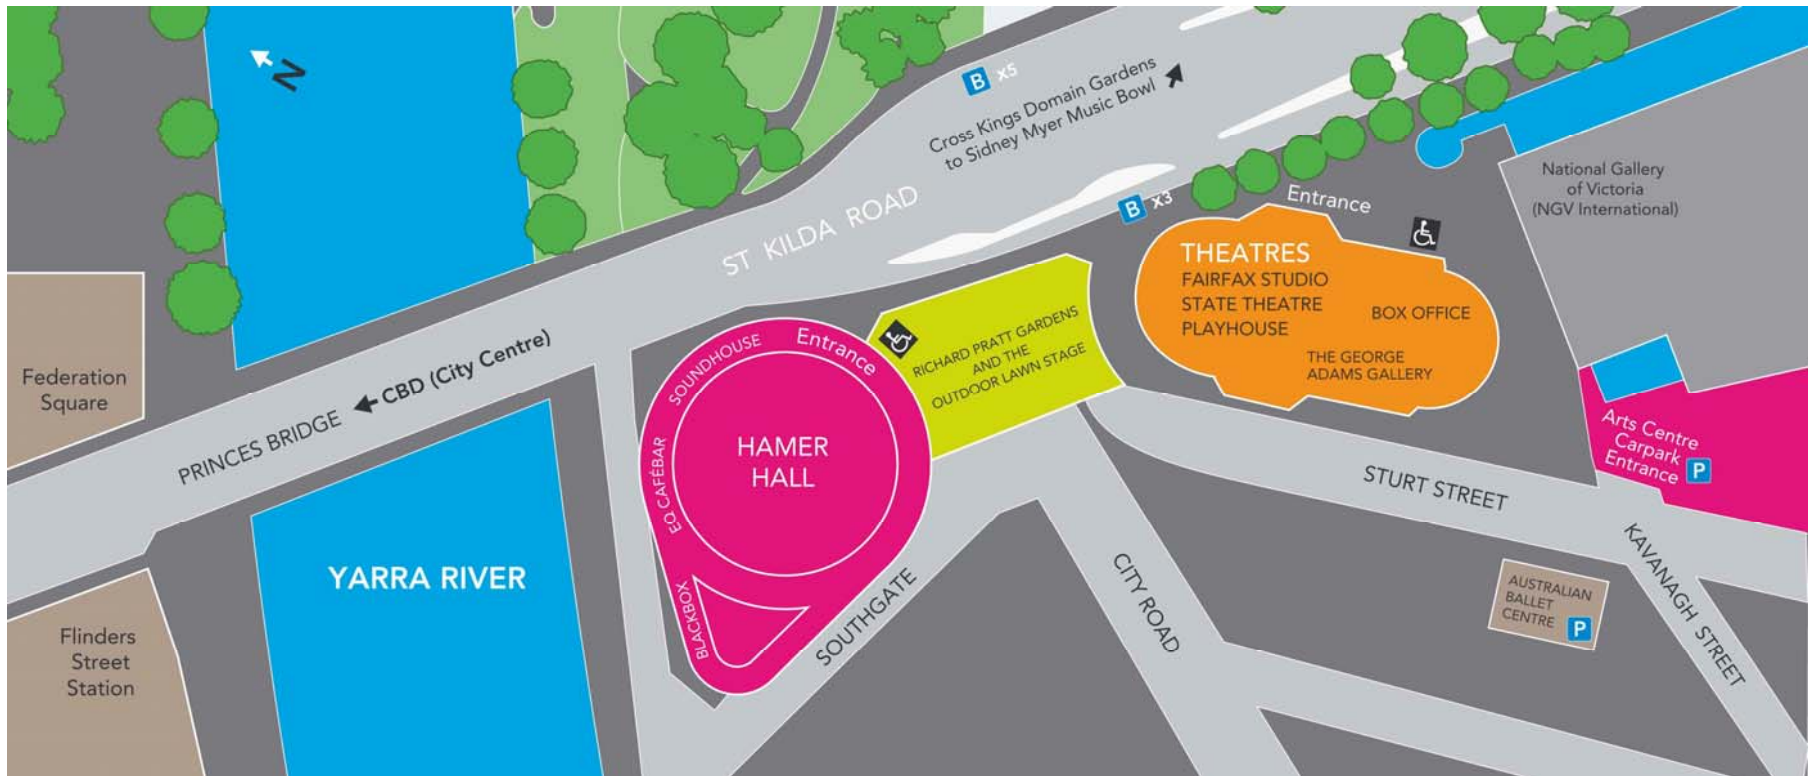 N
B x5
Cross Kings Domain Gardens
to Sidney Myer Music Bowl
ST KILDA ROAD
B x3
Entrance
National Gallery
of Victoria
(NGV International)
THEATRES
FAIRFAX STUDIO
STATE THEATRE
PLAYHOUSE
BOX OFFICE
THE GEORGE
ADAMS GALLERY
RICHARD PRATT GARDENS
AND THE
OUTDOOR LAWN STAGE
SOUNDHOUSE
Entrance
EQ CAFÉBAR
HAMER
HALL
BLACKBOX
Federation
Square
PRINCES BRIDGE
CBD (City Centre)
YARRA RIVER
Flinders
Street
Station
SOUTHGATE
CITY ROAD
STURT STREET
Arts Centre
Carpark
Entrance
P
KAVANAGH STREET
AUSTRALIAN
BALLET
CENTRE
P